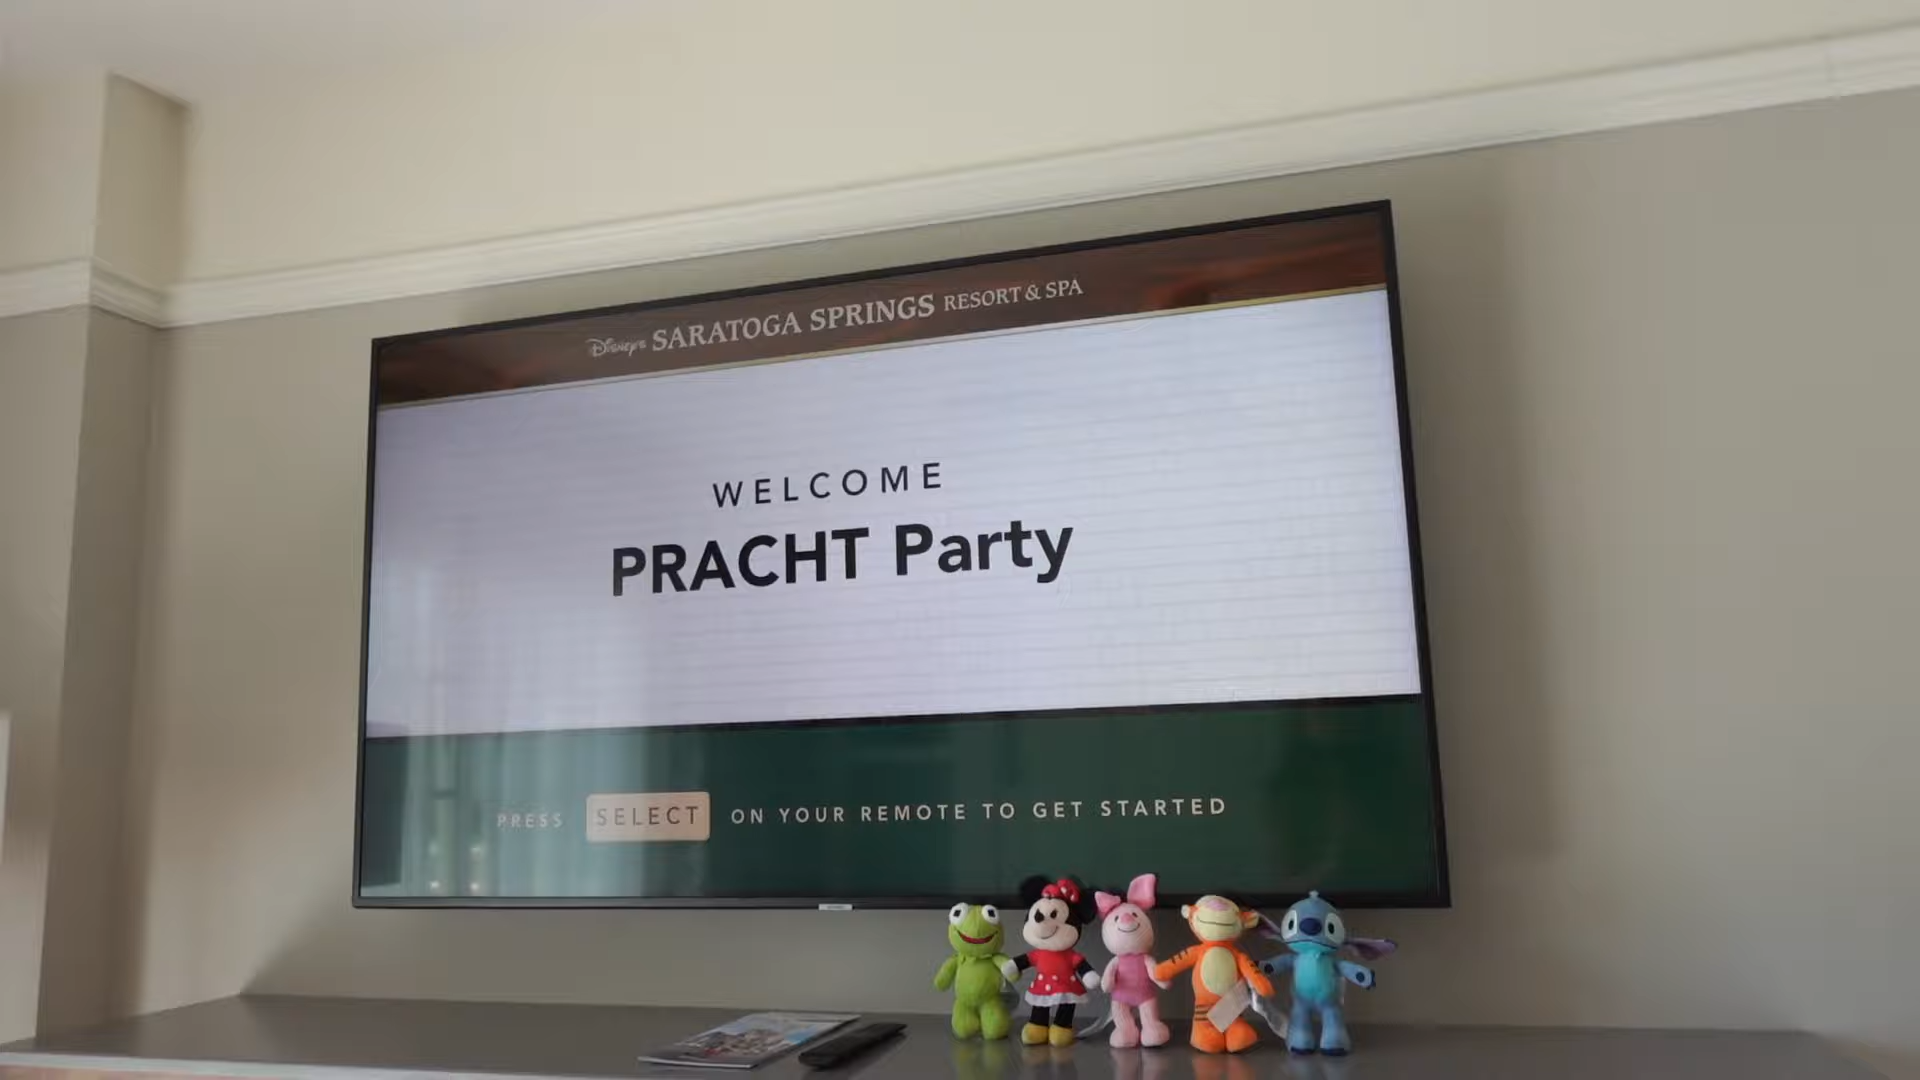 Disney's SARATOGA SPRINGS RESORT & SPA
WELCOME
PRACHT Party
PRESS SELECT ON YOUR REMOTE TO GET STARTED